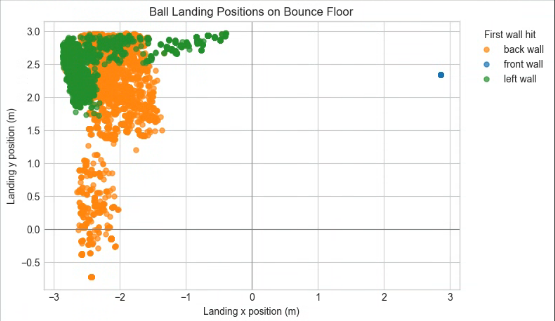 Ball Landing Positions on Bounce Floor
First wall hit
back wall
front wall
left wall
Landing y position (m)
3.0
2.5
2.0
1.5
1.0
0.5
0.0
−0.5
−3 −2 −1 0 1 2 3
Landing x position (m)